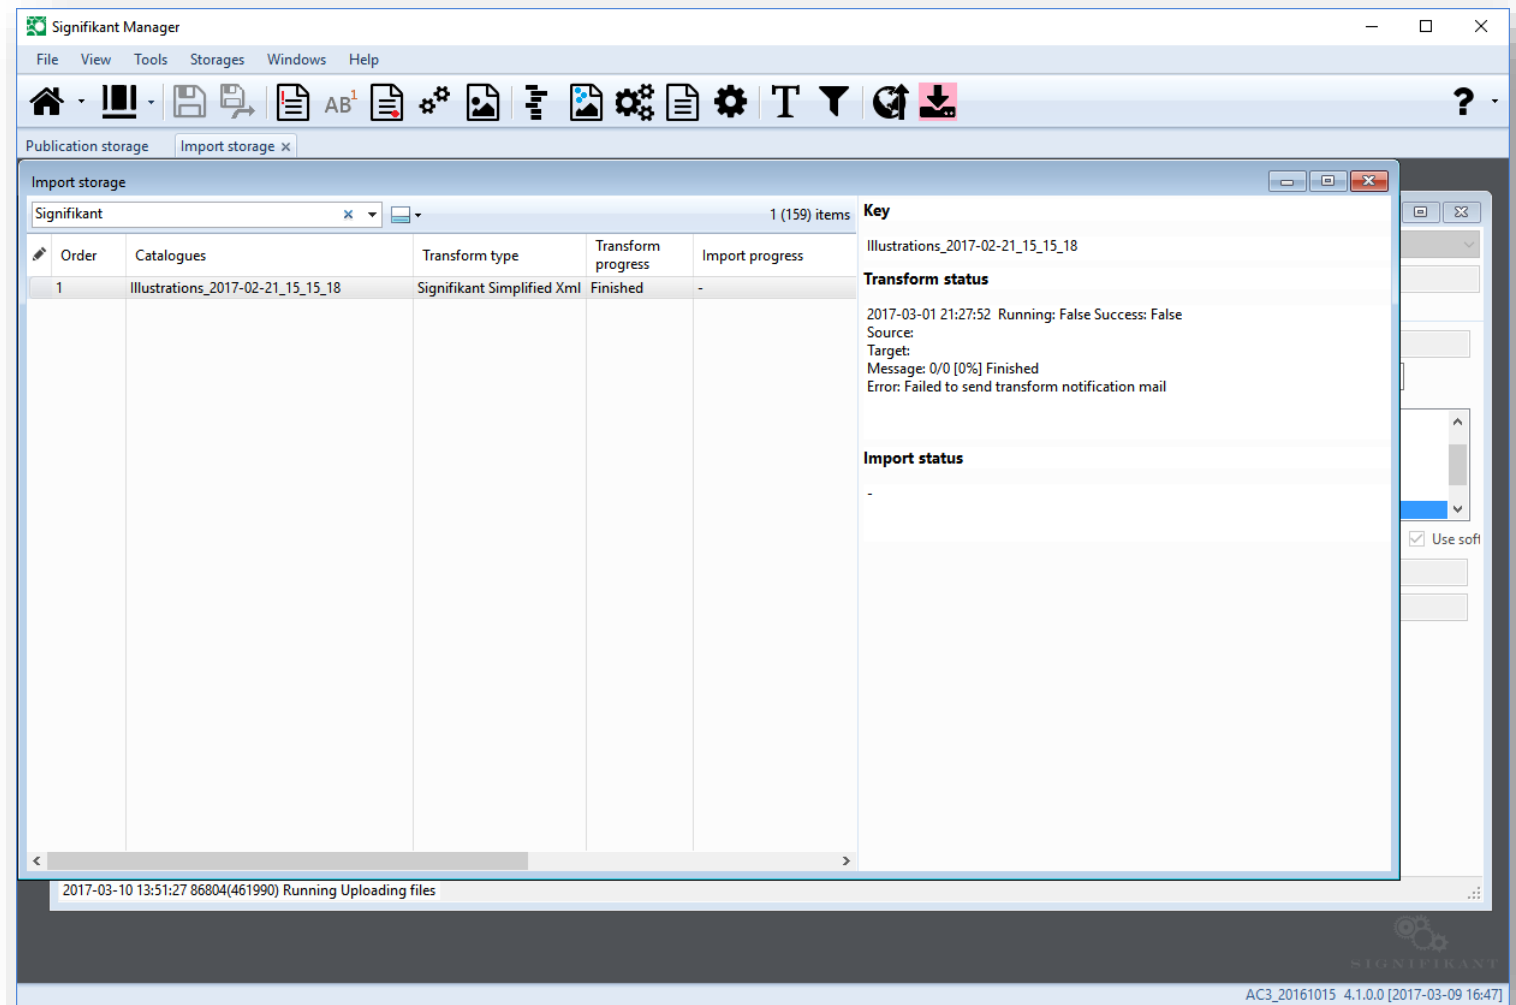 Signifikant Manager
File View Tools Storages Windows Help
AB1
T
?
Publication storage Import storage
Import storage
Signifikant
1 (159) items
Order Catalogues Transform type Transform progress Import progress
1 Illustrations_2017-02-21_15_15_18 Signifikant Simplified Xml Finished -
Key
Illustrations_2017-02-21_15_15_18
Transform status
2017-03-01 21:27:52 Running: False Success: False
Source:
Target:
Message: 0/0 [0%] Finished
Error: Failed to send transform notification mail
Import status
-
Use soft
2017-03-10 13:51:27 86804(461990) Running Uploading files
SIGNIFIKANT
AC3_20161015 4.1.0.0 [2017-03-09 16:47]